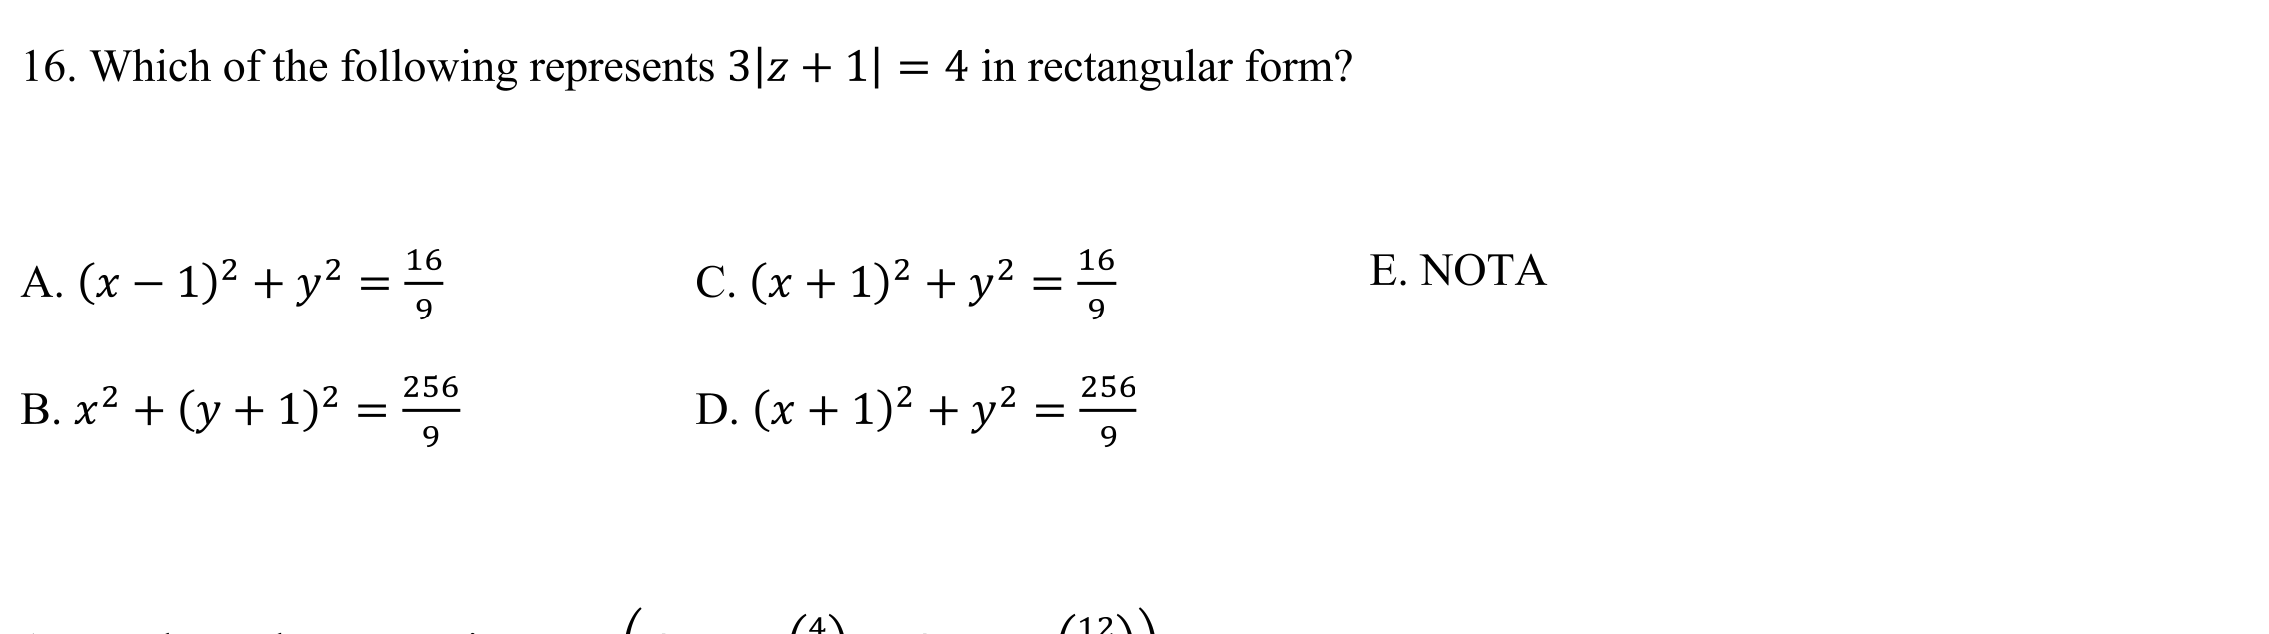 16. Which of the following represents 3|z + 1| = 4 in rectangular form?
A. (x − 1)² + y² = 16/9
C. (x + 1)² + y² = 16/9
E. NOTA
B. x² + (y + 1)² = 256/9
D. (x + 1)² + y² = 256/9